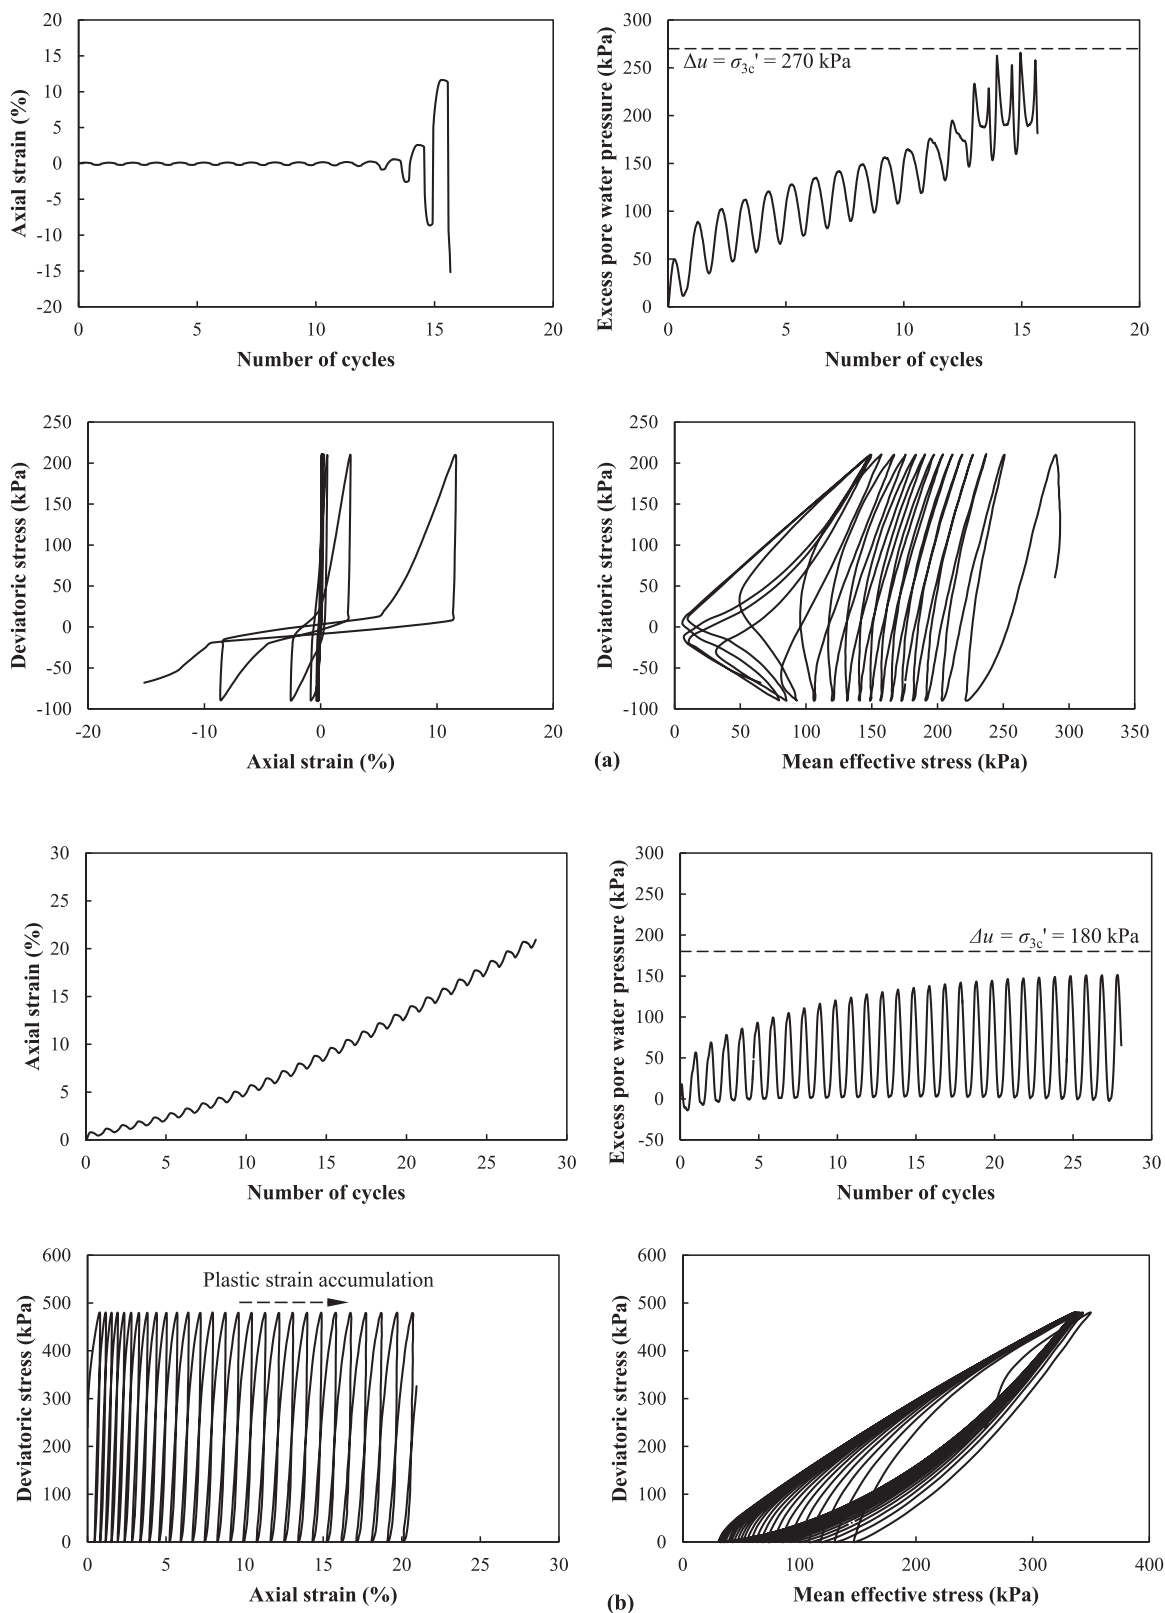 20
15
10
5
0
-5
-10
-15
-20
0 5 10 15 20
Axial strain (%)
Number of cycles
300
250
200
150
100
50
0
0 5 10 15 20
Excess pore water pressure (kPa)
Δu = σ3c' = 270 kPa
Number of cycles
250
200
150
100
50
0
-50
-100
-20 -10 0 10 20
Deviatoric stress (kPa)
Axial strain (%)
250
200
150
100
50
0
-50
-100
0 50 100 150 200 250 300 350
Deviatoric stress (kPa)
Mean effective stress (kPa)
(a)
30
25
20
15
10
5
0
0 5 10 15 20 25 30
Axial strain (%)
Number of cycles
300
250
200
150
100
50
0
-50
0 5 10 15 20 25 30
Excess pore water pressure (kPa)
Δu = σ3c' = 180 kPa
Number of cycles
600
500
400
300
200
100
0
0 5 10 15 20 25 30
Deviatoric stress (kPa)
Plastic strain accumulation
Axial strain (%)
600
500
400
300
200
100
0
0 100 200 300 400
Deviatoric stress (kPa)
Mean effective stress (kPa)
(b)